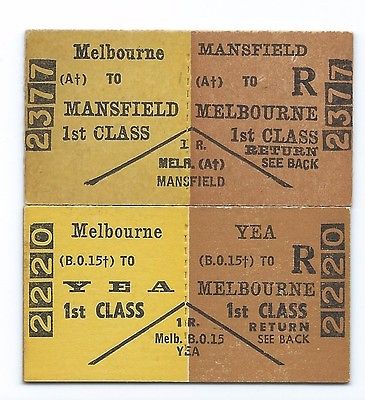 2377
Melbourne
(A†) TO
MANSFIELD
1st CLASS
MANSFIELD
(A†) TO R
MELBOURNE
1st CLASS
RETURN
SEE BACK
1 R.
MELB. (A†)
MANSFIELD
2377
2220
Melbourne
(B.O.15†) TO
YEA
1st CLASS
YEA
(B.O.15†) TO R
MELBOURNE
1st CLASS
RETURN
SEE BACK
1 R.
Melb. B.O.15
YEA
2220